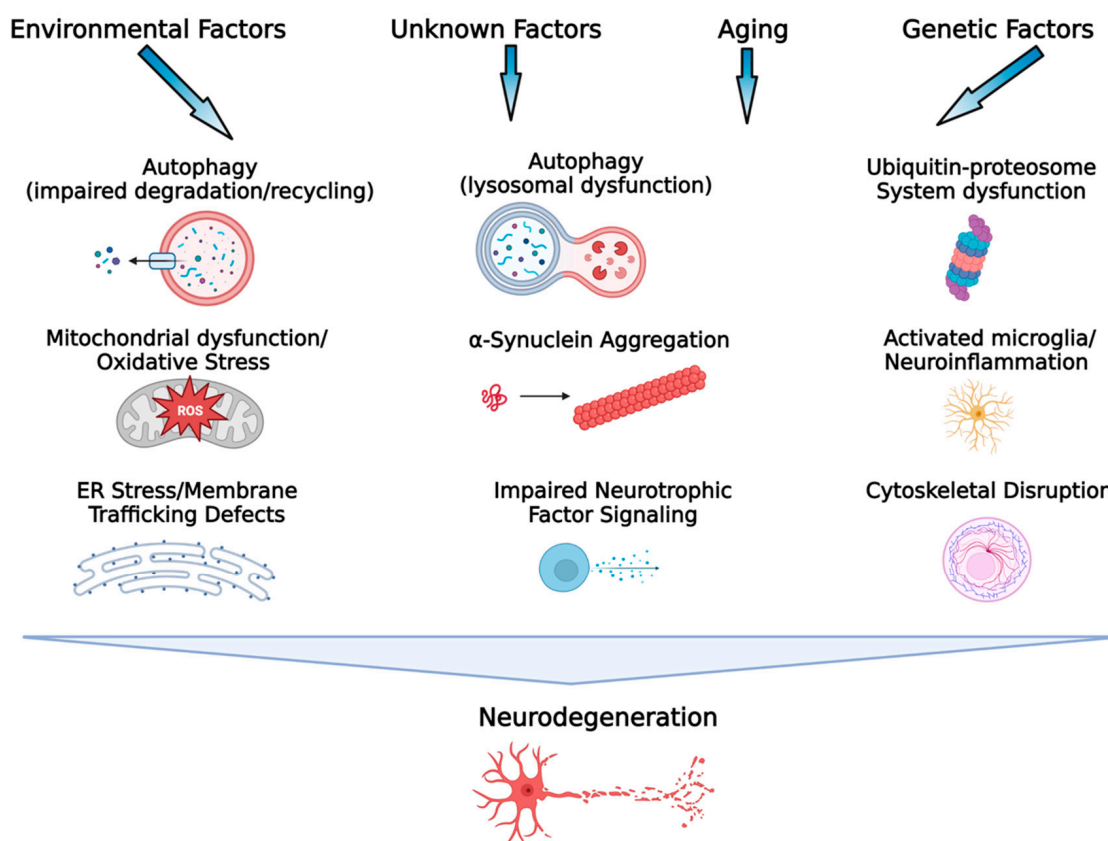 Environmental Factors
Unknown Factors
Aging
Genetic Factors
Autophagy
(impaired degradation/recycling)
Autophagy
(lysosomal dysfunction)
Ubiquitin-proteosome
System dysfunction
Mitochondrial dysfunction/
Oxidative Stress
ROS
α-Synuclein Aggregation
Activated microglia/
Neuroinflammation
ER Stress/Membrane
Trafficking Defects
Impaired Neurotrophic
Factor Signaling
Cytoskeletal Disruption
Neurodegeneration